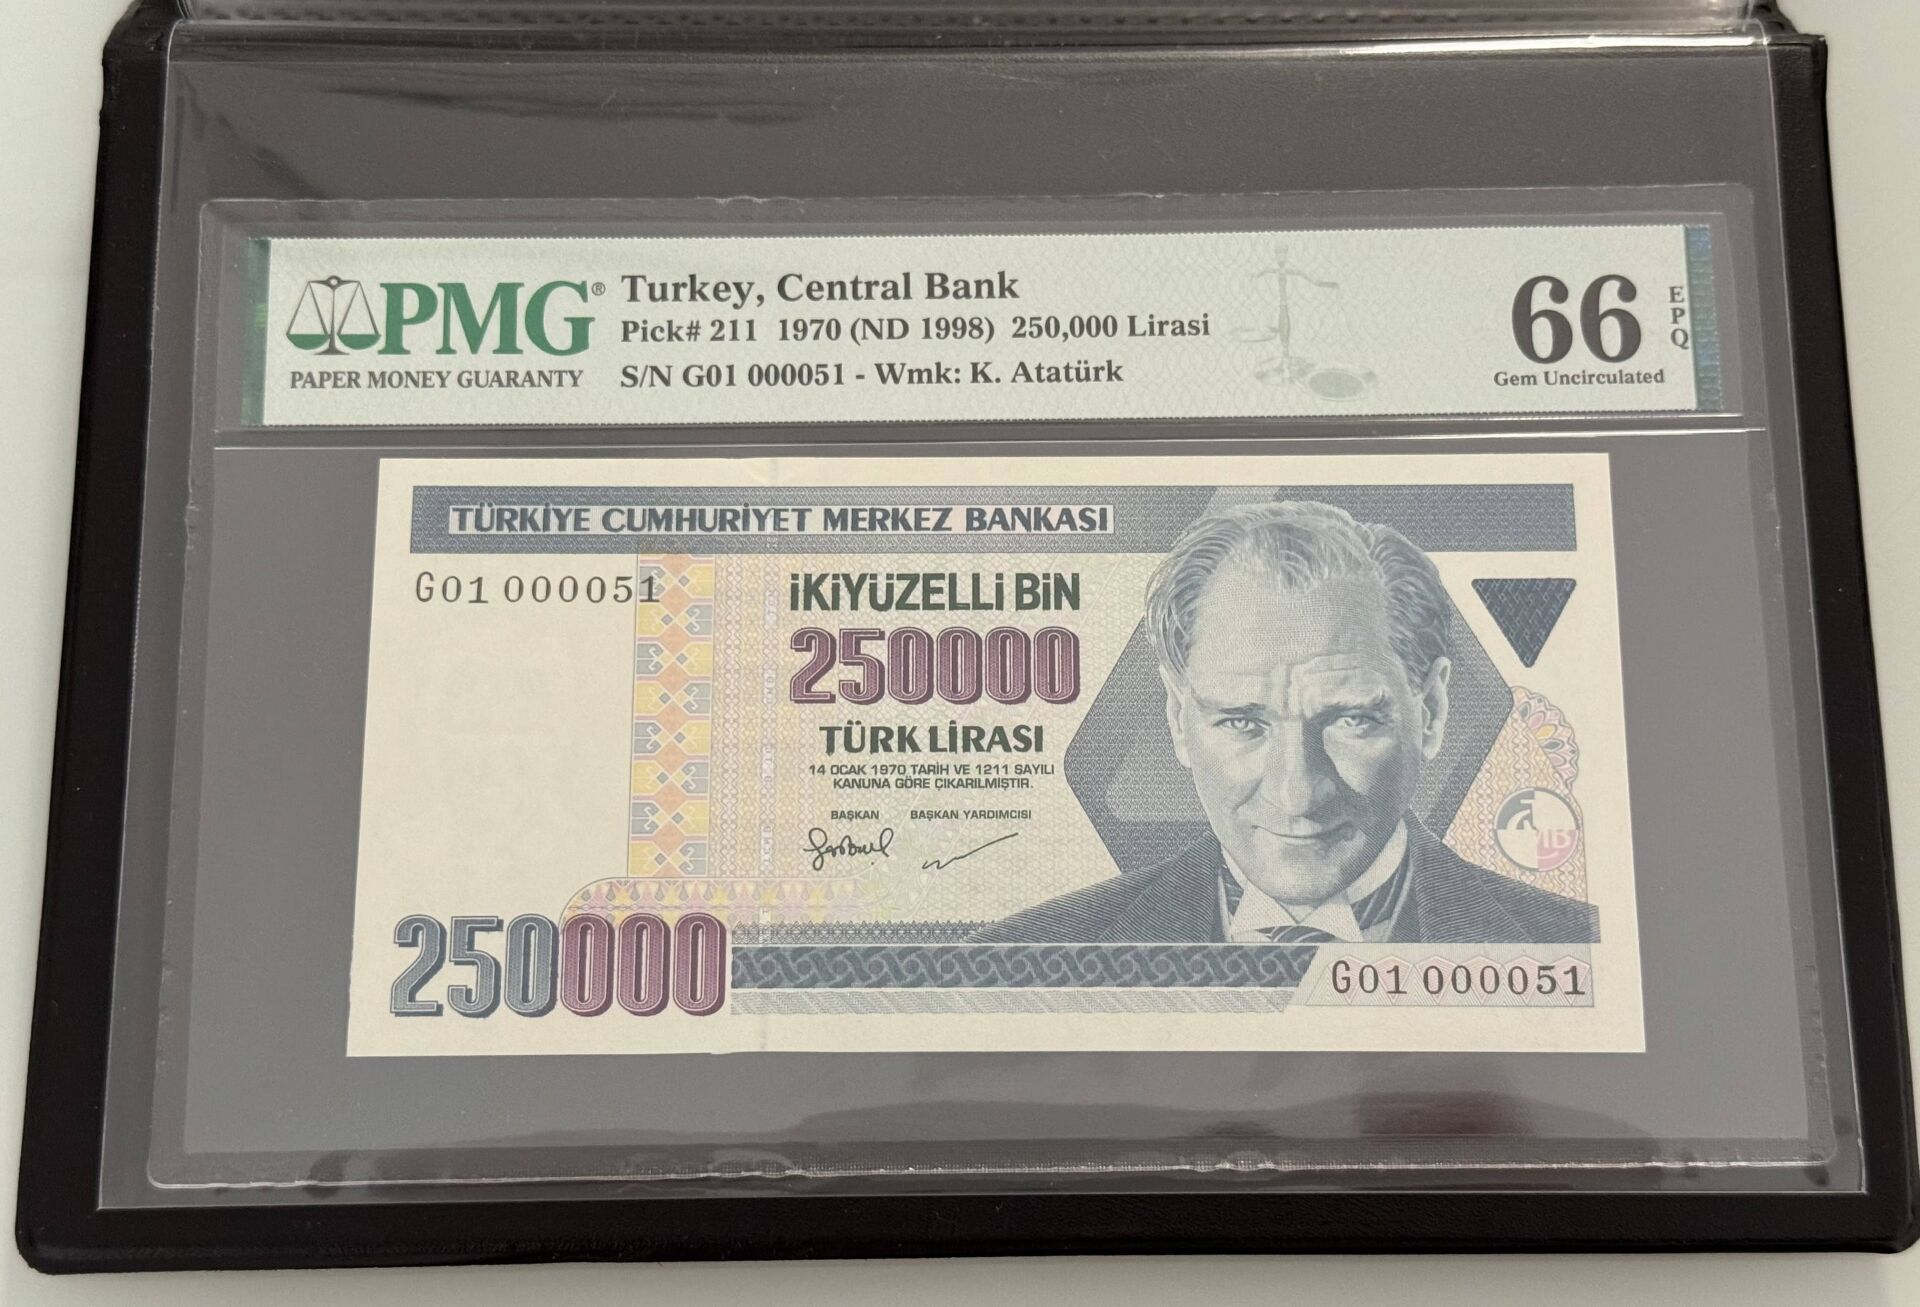 PMG®
PAPER MONEY GUARANTY
Turkey, Central Bank
Pick# 211 1970 (ND 1998) 250,000 Lirasi
S/N G01 000051 - Wmk: K. Atatürk
66
EPQ
Gem Uncirculated
TÜRKİYE CUMHURİYET MERKEZ BANKASI
G01 000051
İKİYÜZELLİ BİN
250000
TÜRK LİRASI
14 OCAK 1970 TARİH VE 1211 SAYILI
KANUNA GÖRE ÇIKARILMIŞTIR.
BAŞKAN BAŞKAN YARDIMCISI
250000
G01 000051